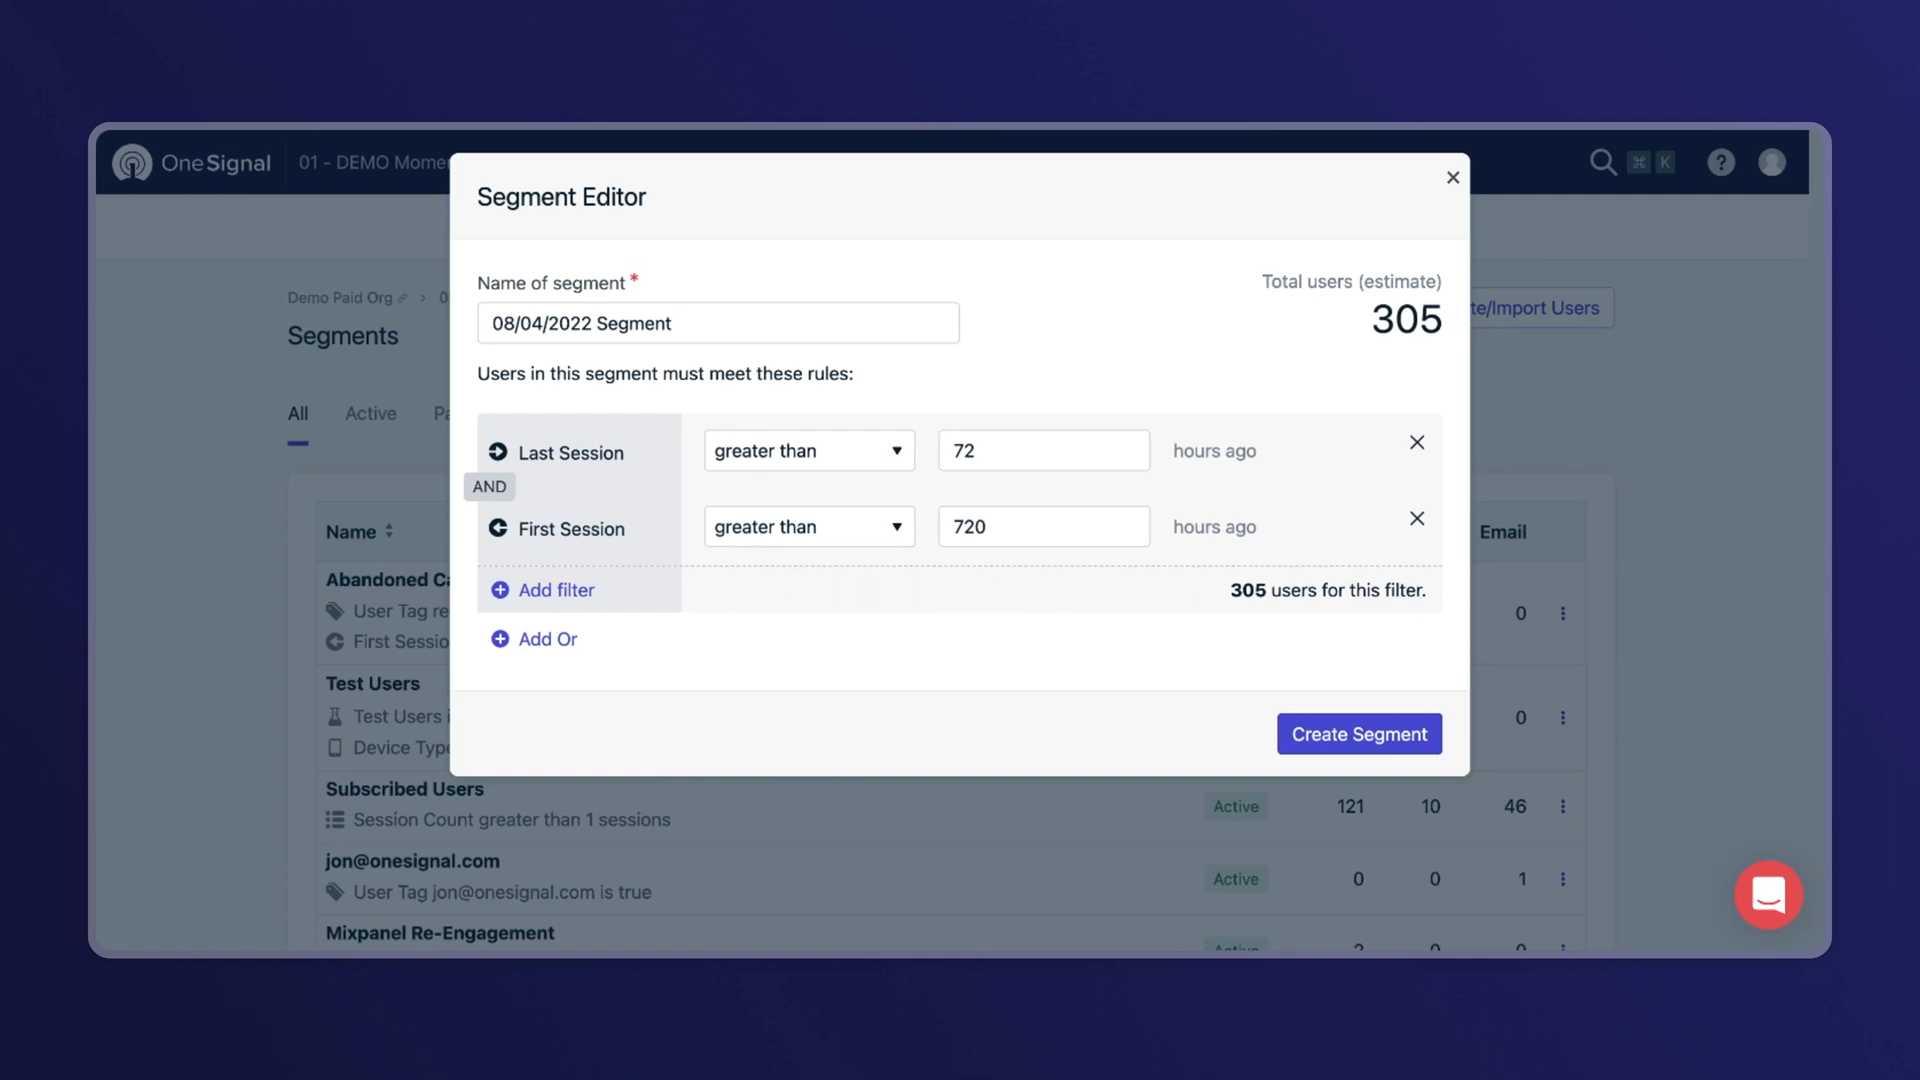 OneSignal 01 - DEMO
⌘ K
?
Segment Editor
Name of segment *
Total users (estimate)
08/04/2022 Segment
305
Users in this segment must meet these rules:
Last Session greater than 72 hours ago
AND
First Session greater than 720 hours ago
Add filter 305 users for this filter.
Add Or
Create Segment
Demo Paid Org > 0
Import Users
Segments
All Active
Name Email
Abandoned
User Tag
First 0
Test Users
Test Users 0
Device
Subscribed Users Active 121 10 46
Session Count greater than 1 sessions
jon@onesignal.com
User Tag jon@onesignal.com is true Active 0 0 1
Mixpanel Re-Engagement